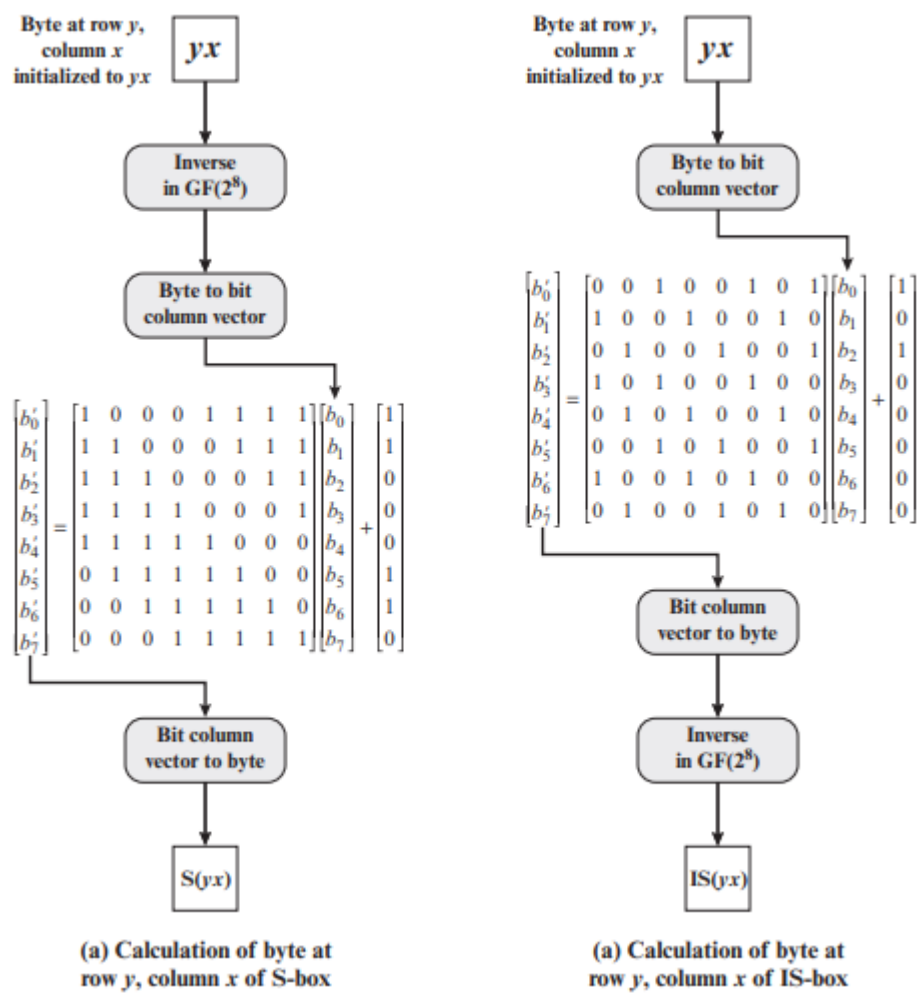 Byte at row y,
column x
initialized to yx
yx
Inverse
in GF(2⁸)
Byte to bit
column vector
[b′0] = [1 0 0 0 1 1 1 1] [b0] + [1]
[b′1] [1 1 0 0 0 1 1 1] [b1] [1]
[b′2] [1 1 1 0 0 0 1 1] [b2] [0]
[b′3] [1 1 1 1 0 0 0 1] [b3] [0]
[b′4] [1 1 1 1 1 0 0 0] [b4] [0]
[b′5] [0 1 1 1 1 1 0 0] [b5] [1]
[b′6] [0 0 1 1 1 1 1 0] [b6] [1]
[b′7] [0 0 0 1 1 1 1 1] [b7] [0]
Bit column
vector to byte
S(yx)
(a) Calculation of byte at
row y, column x of S-box
Byte at row y,
column x
initialized to yx
yx
Byte to bit
column vector
[b′0] = [0 0 1 0 0 1 0 1] [b0] + [1]
[b′1] [1 0 0 1 0 0 1 0] [b1] [0]
[b′2] [0 1 0 0 1 0 0 1] [b2] [1]
[b′3] [1 0 1 0 0 1 0 0] [b3] [0]
[b′4] [0 1 0 1 0 0 1 0] [b4] [0]
[b′5] [0 0 1 0 1 0 0 1] [b5] [0]
[b′6] [1 0 0 1 0 1 0 0] [b6] [0]
[b′7] [0 1 0 0 1 0 1 0] [b7] [0]
Bit column
vector to byte
Inverse
in GF(2⁸)
IS(yx)
(a) Calculation of byte at
row y, column x of IS-box